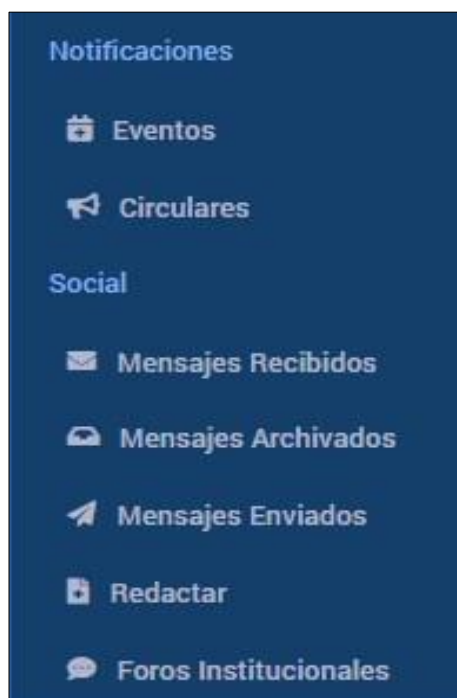 Notificaciones
Eventos
Circulares
Social
Mensajes Recibidos
Mensajes Archivados
Mensajes Enviados
Redactar
Foros Institucionales